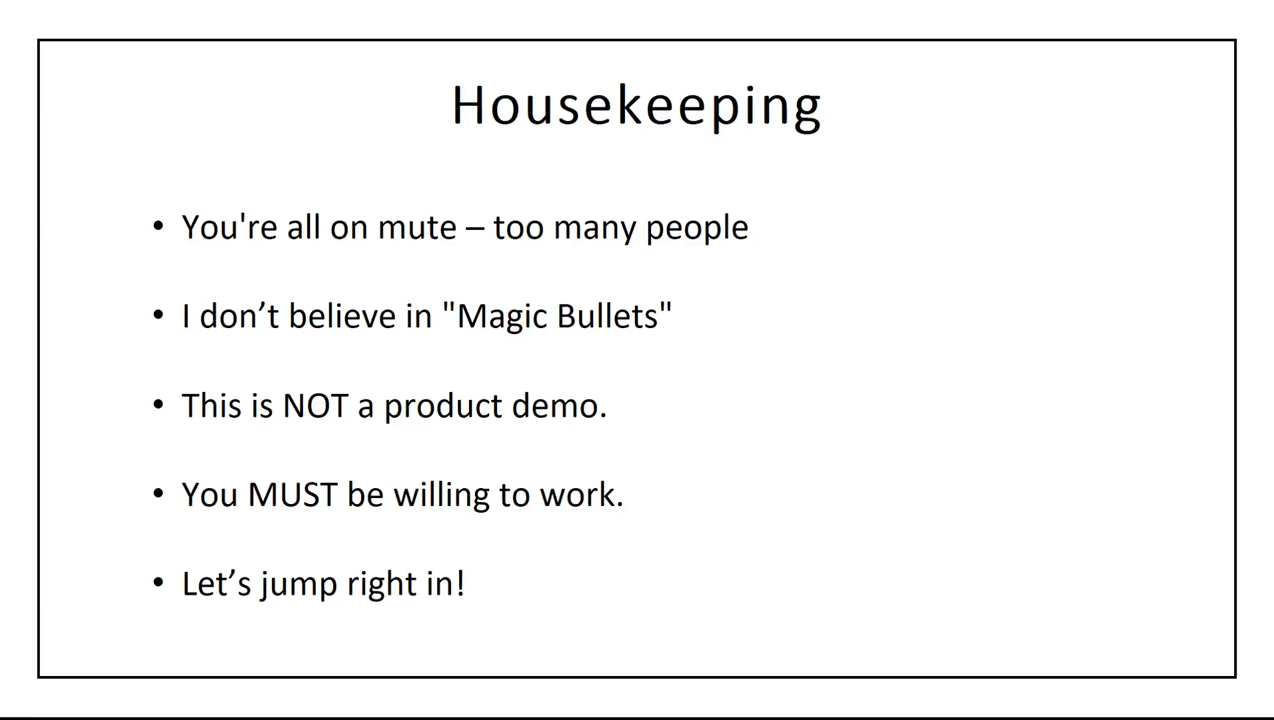 Housekeeping
• You're all on mute – too many people
• I don’t believe in "Magic Bullets"
• This is NOT a product demo.
• You MUST be willing to work.
• Let’s jump right in!